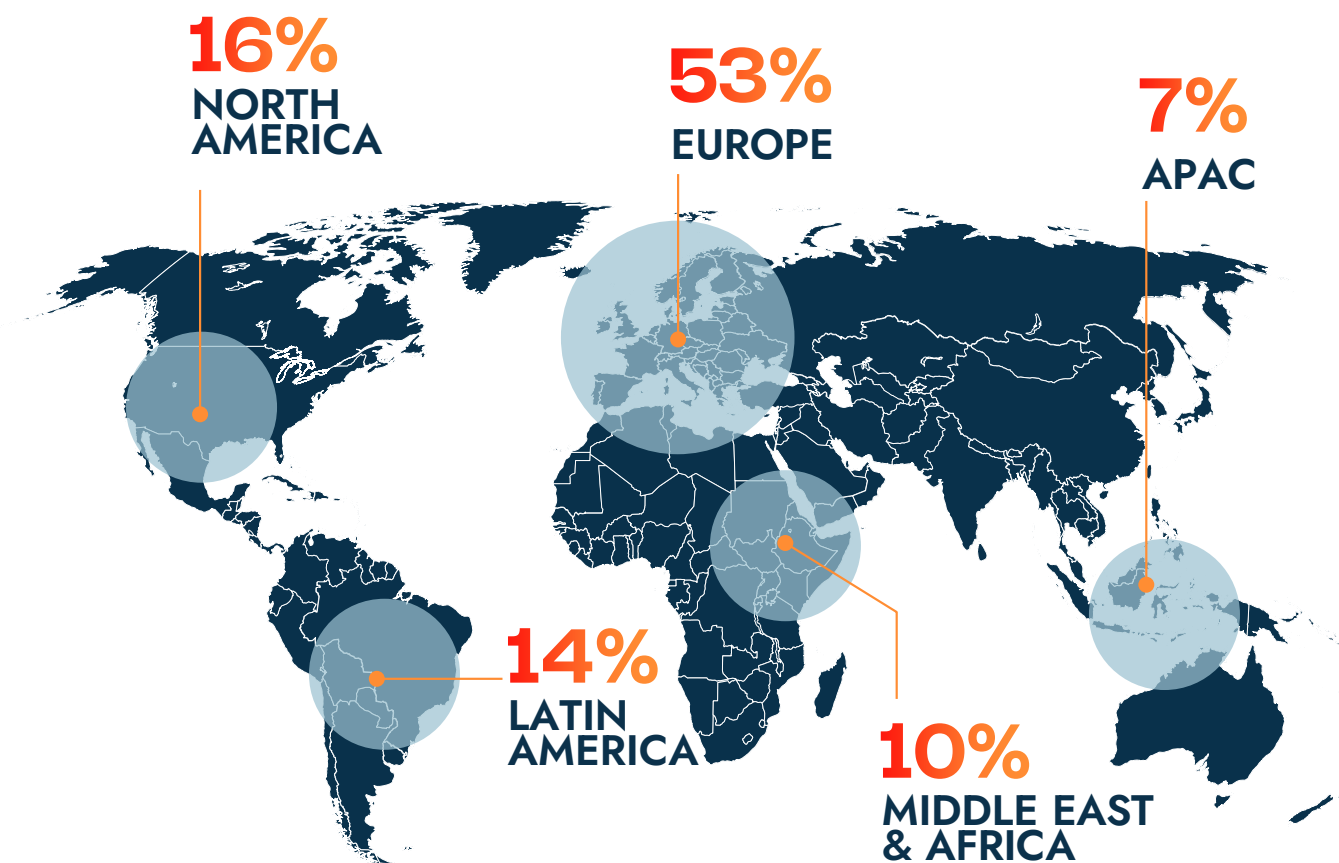 16%
NORTH
AMERICA
53%
EUROPE
7%
APAC
14%
LATIN
AMERICA
10%
MIDDLE EAST
& AFRICA